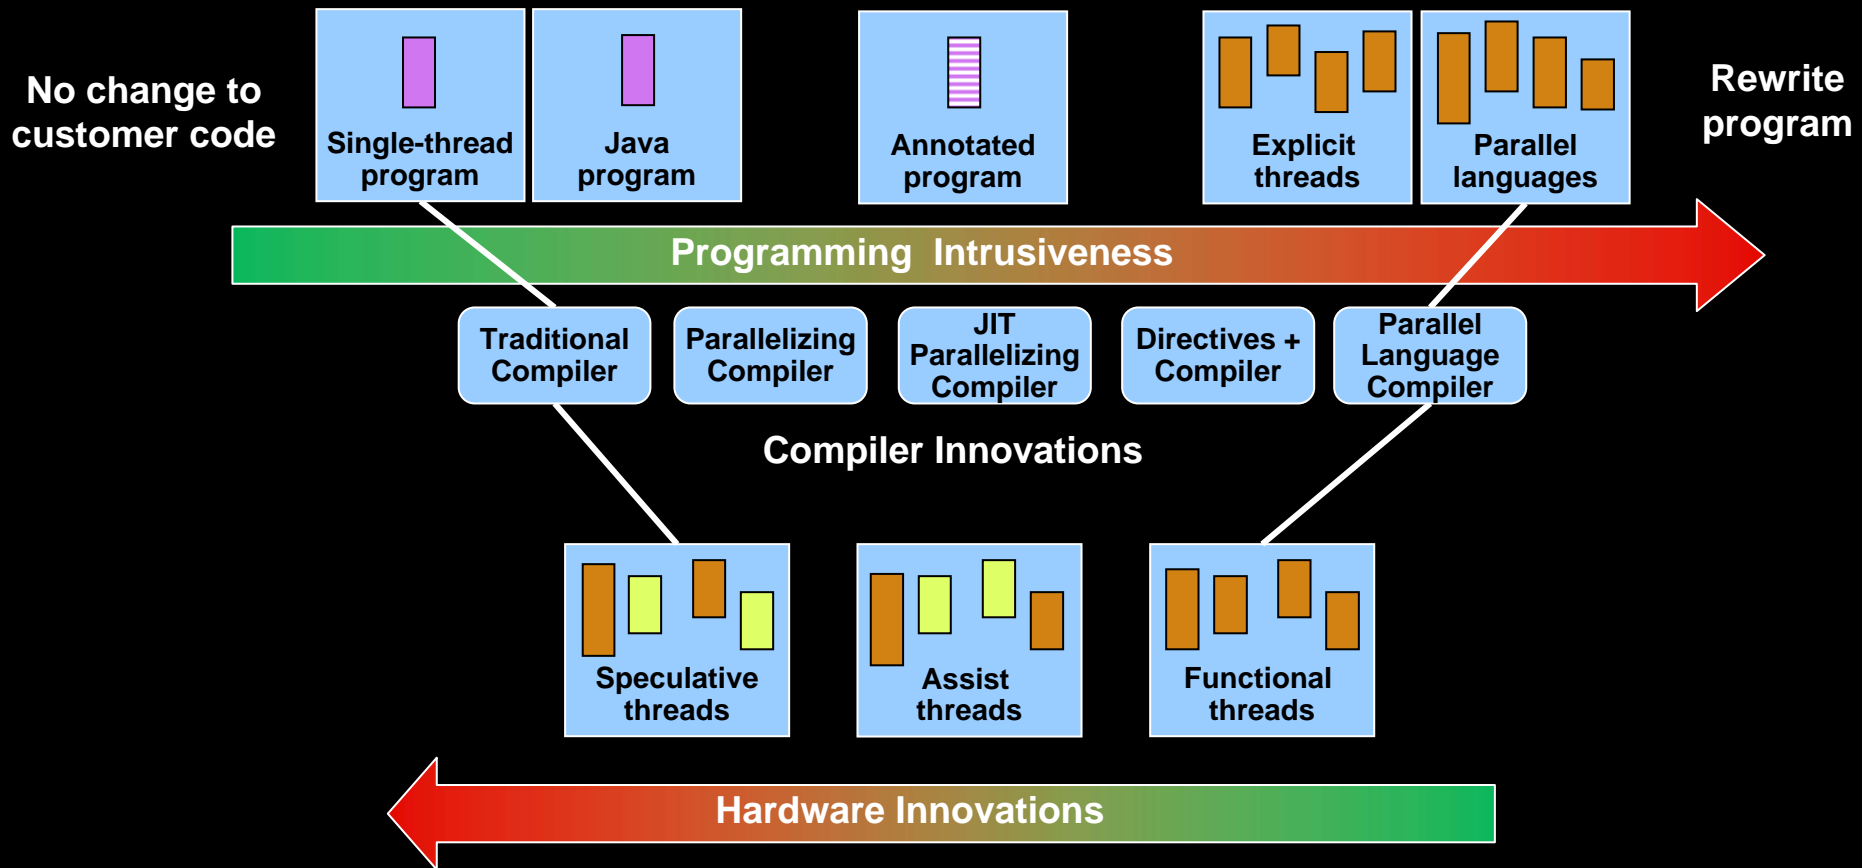 No change to
customer code
Single-thread
program
Java
program
Annotated
program
Explicit
threads
Parallel
languages
Rewrite
program
Programming Intrusiveness
Traditional
Compiler
Parallelizing
Compiler
JIT
Parallelizing
Compiler
Directives +
Compiler
Parallel
Language
Compiler
Compiler Innovations
Speculative
threads
Assist
threads
Functional
threads
Hardware Innovations